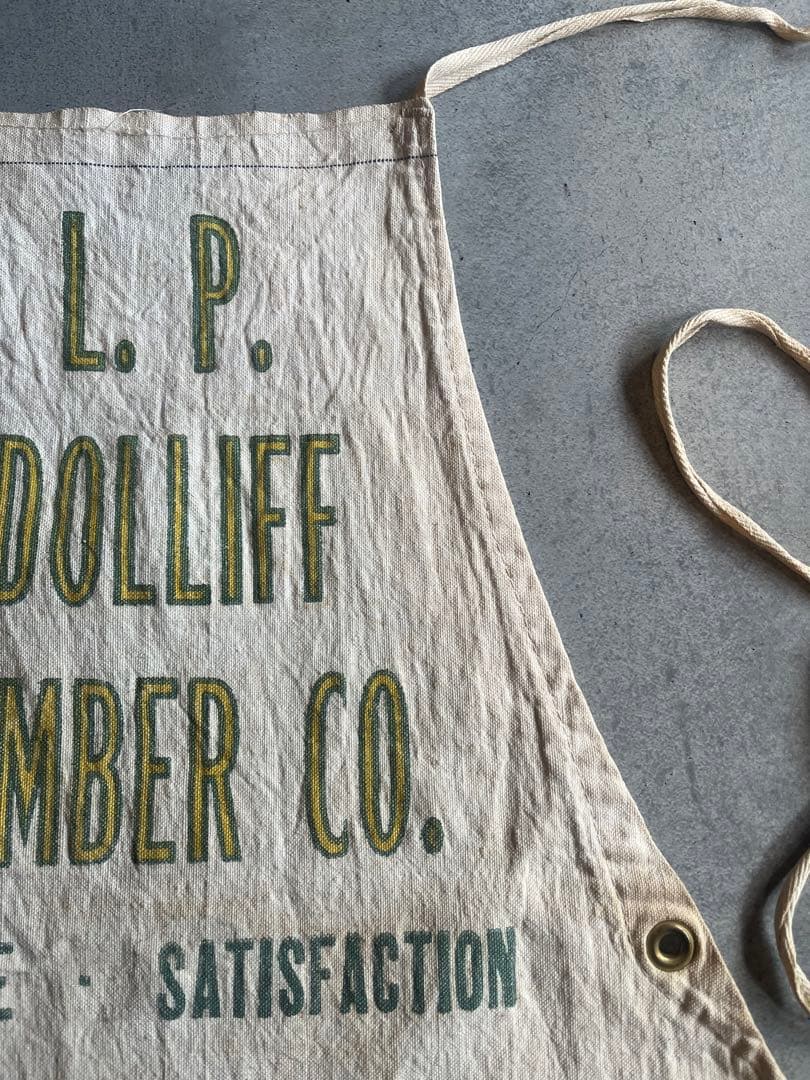 L. P.
DOLLIFF
MBER CO.
E · SATISFACTION